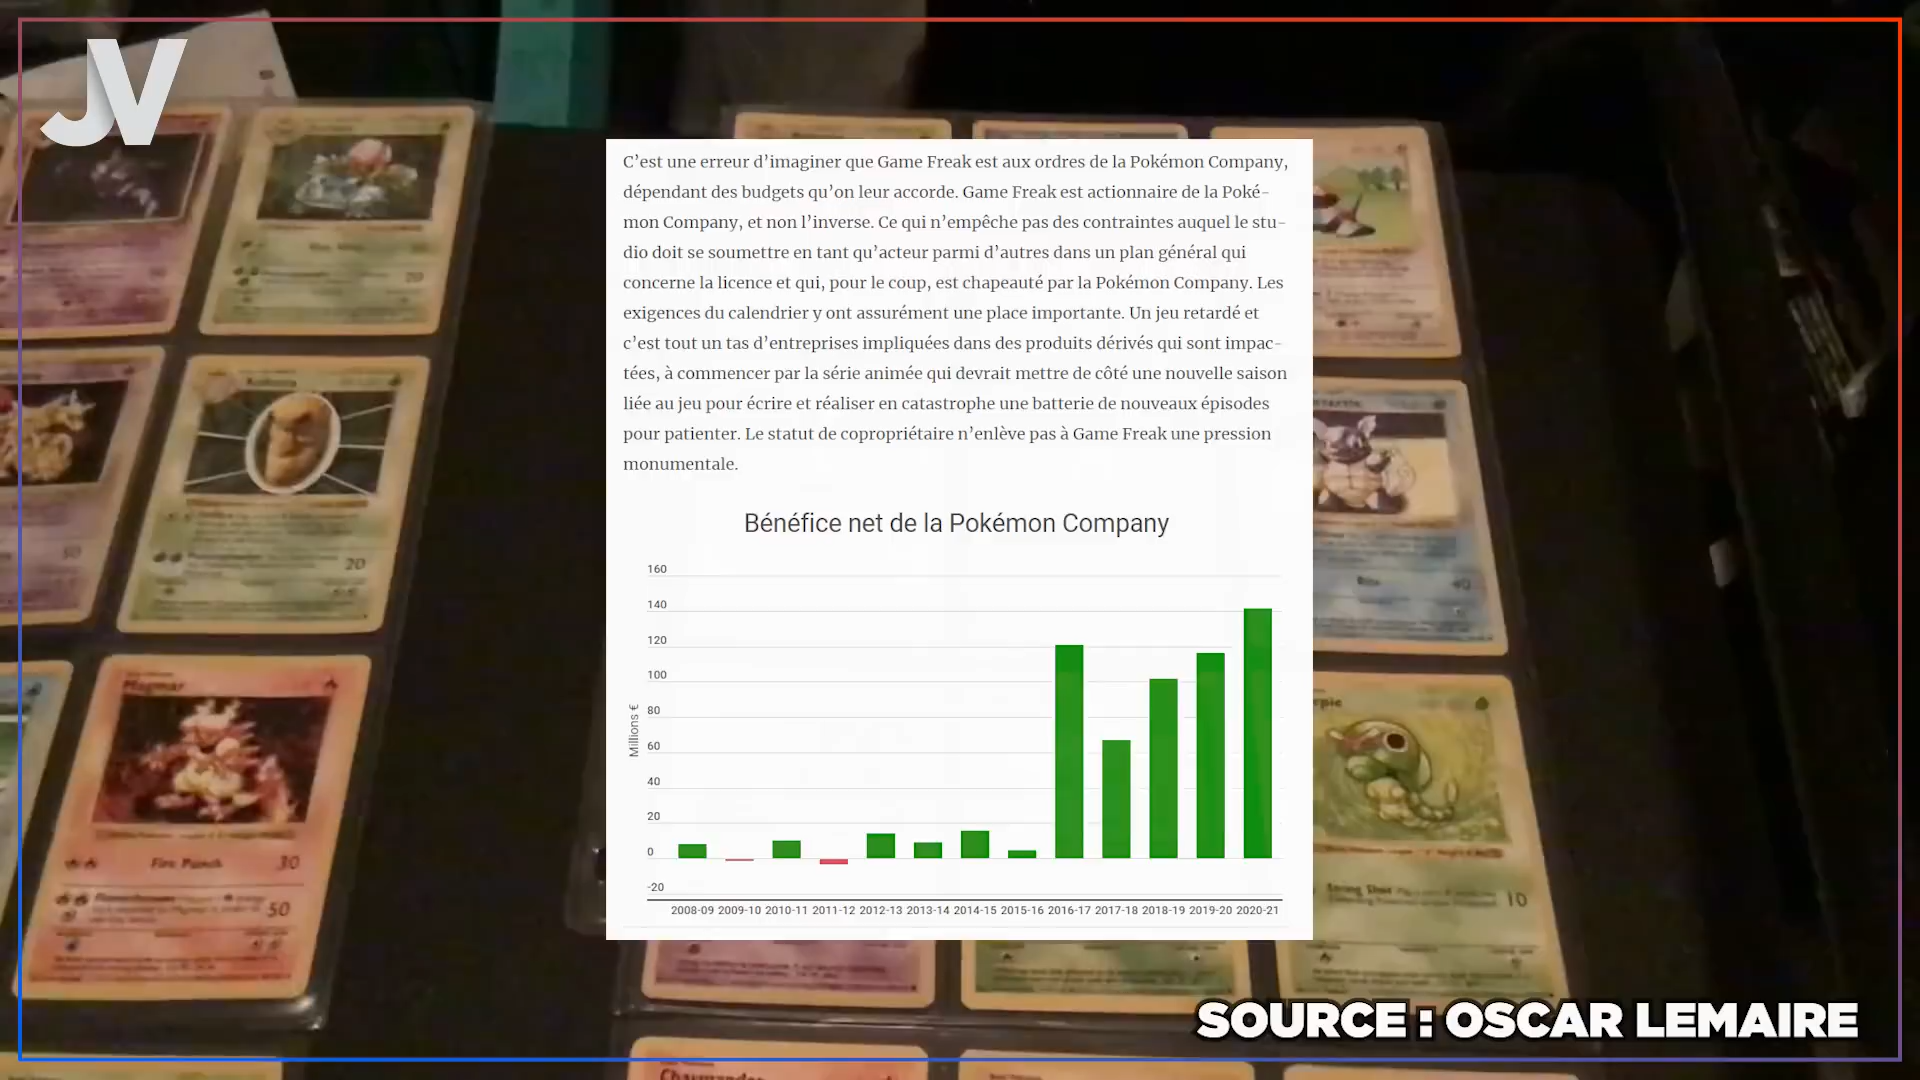 JV
C’est une erreur d’imaginer que Game Freak est aux ordres de la Pokémon Company,
dépendant des budgets qu’on leur accorde. Game Freak est actionnaire de la Poké-
mon Company, et non l’inverse. Ce qui n’empêche pas des contraintes auquel le stu-
dio doit se soumettre en tant qu’acteur parmi d’autres dans un plan général qui
concerne la licence et qui, pour le coup, est chapeauté par la Pokémon Company. Les
exigences du calendrier y ont assurément une place importante. Un jeu retardé et
c’est tout un tas d’entreprises impliquées dans des produits dérivés qui sont impac-
tées, à commencer par la série animée qui devrait mettre de côté une nouvelle saison
liée au jeu pour écrire et réaliser en catastrophe une batterie de nouveaux épisodes
pour patienter. Le statut de copropriétaire n’enlève pas à Game Freak une pression
monumentale.
Bénéfice net de la Pokémon Company
Millions €
160
140
120
100
80
60
40
20
0
-20
2008-09 2009-10 2010-11 2011-12 2012-13 2013-14 2014-15 2015-16 2016-17 2017-18 2018-19 2019-20 2020-21
20
Kakuna
20
50
Magmar
Fire Punch 30
50
Bite 40
String Shot 10
SOURCE : OSCAR LEMAIRE